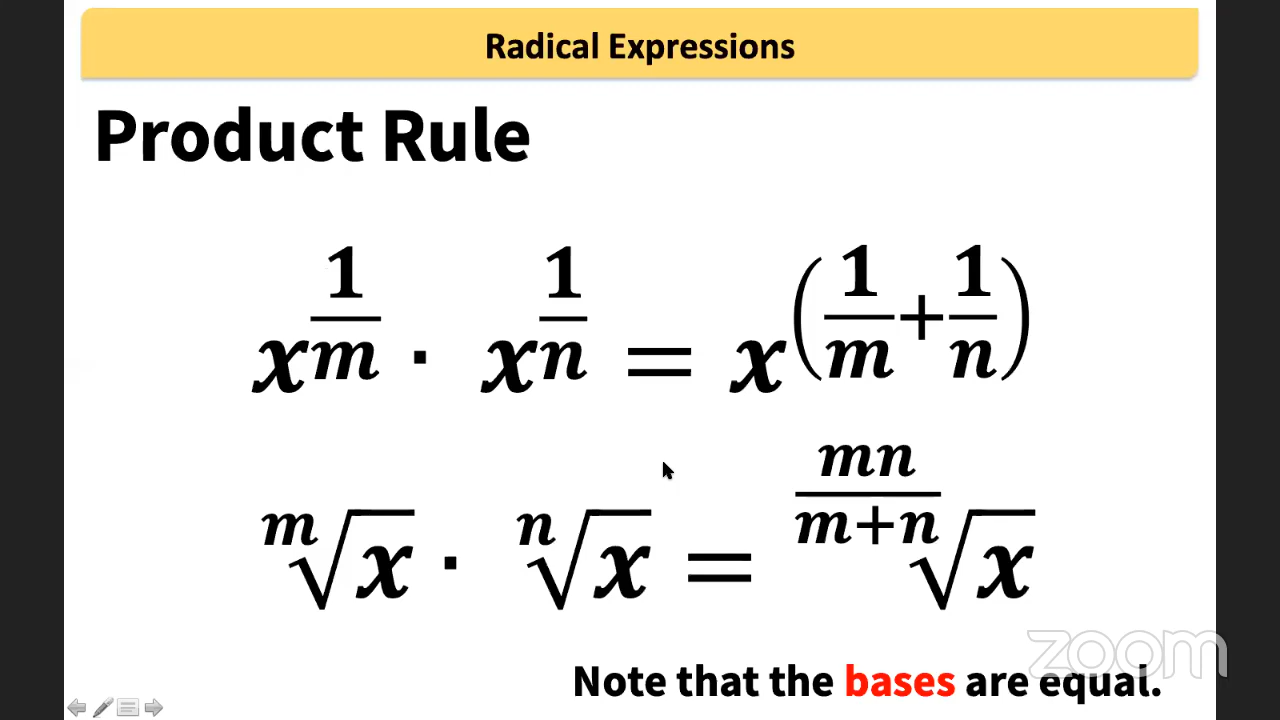 Radical Expressions
Product Rule
x^(1/m) · x^(1/n) = x^(1/m + 1/n)
ᵐ√x · ⁿ√x = ^(mn/(m+n))√x
zoom
Note that the bases are equal.